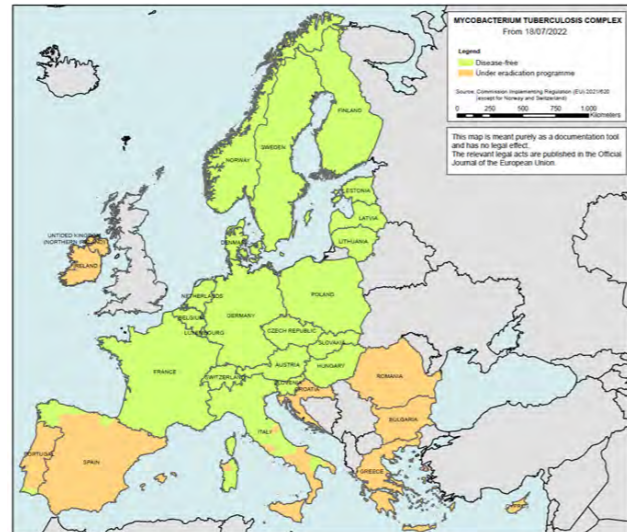 MYCOBACTERIUM TUBERCULOSIS COMPLEX
From 18/07/2022
Legend
Disease-free
Under eradication programme
Source: Commission Implementing Regulation (EU) 2021/620
(except for Norway and Switzerland)
0 250 500 750 1.000
Kilometers
This map is meant purely as a documentation tool
and has no legal effect.
The relevant legal acts are published in the Official
Journal of the European Union
FINLAND
NORWAY
SWEDEN
ESTONIA
LATVIA
LITHUANIA
DENMARK
UNTIDED KINGDOM
(NORTHERN IRELAND)
IRELAND
NETHERLANDS
BELGIUM
LUXEMBOURG
GERMANY
POLAND
CZECH REPUBLIC
SLOVAKIA
AUSTRIA
HUNGARY
FRANCE
SWITZERLAND
SLOVENIA
CROATIA
ROMANIA
ITALY
BULGARIA
PORTUGAL
SPAIN
GREECE
CYPRUS